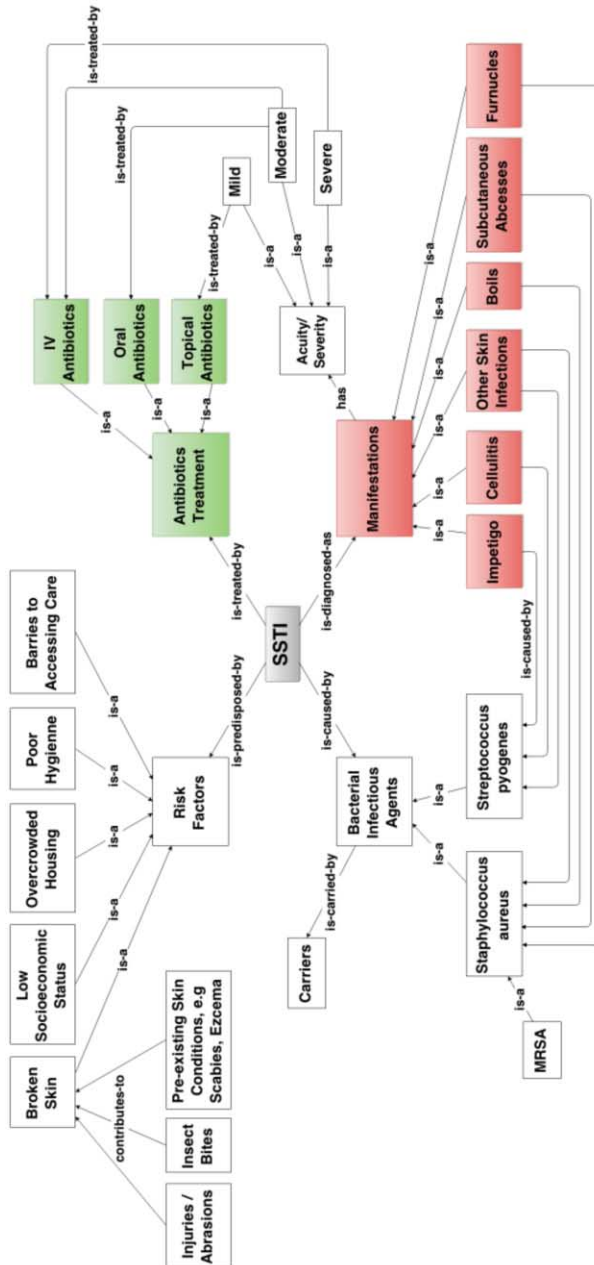 Barries to
Accessing Care
Poor
Hygienne
Overcrowded
Housing
Low
Socioeconomic
Status
Broken
Skin
is-a
is-a
is-a
is-a
is-a
contributes-to
Pre-existing Skin
Conditions, e.g
Scabies, Ezcema
Insect
Bites
Injuries /
Abrasions
Risk
Factors
is-predisposed-by
SSTI
is-treated-by
Antibiotics
Treatment
is-a
is-a
is-a
IV
Antibiotics
Oral
Antibiotics
Topical
Antibiotics
is-treated-by
is-treated-by
is-treated-by
is-treated-by
Mild
Moderate
Severe
is-a
is-a
is-a
Acuity/
Severity
has
is-diagnosed-as
Manifestations
is-caused-by
Bacterial
Infectious
Agents
is-carried-by
Carriers
is-a
is-a
Staphylococcus
aureus
Streptococcus
pyogenes
is-a
MRSA
is-caused-by
is-a
is-a
is-a
is-a
is-a
is-a
Impetigo
Cellulitis
Other Skin
Infections
Boils
Subcutaneous
Abcesses
Furnucles